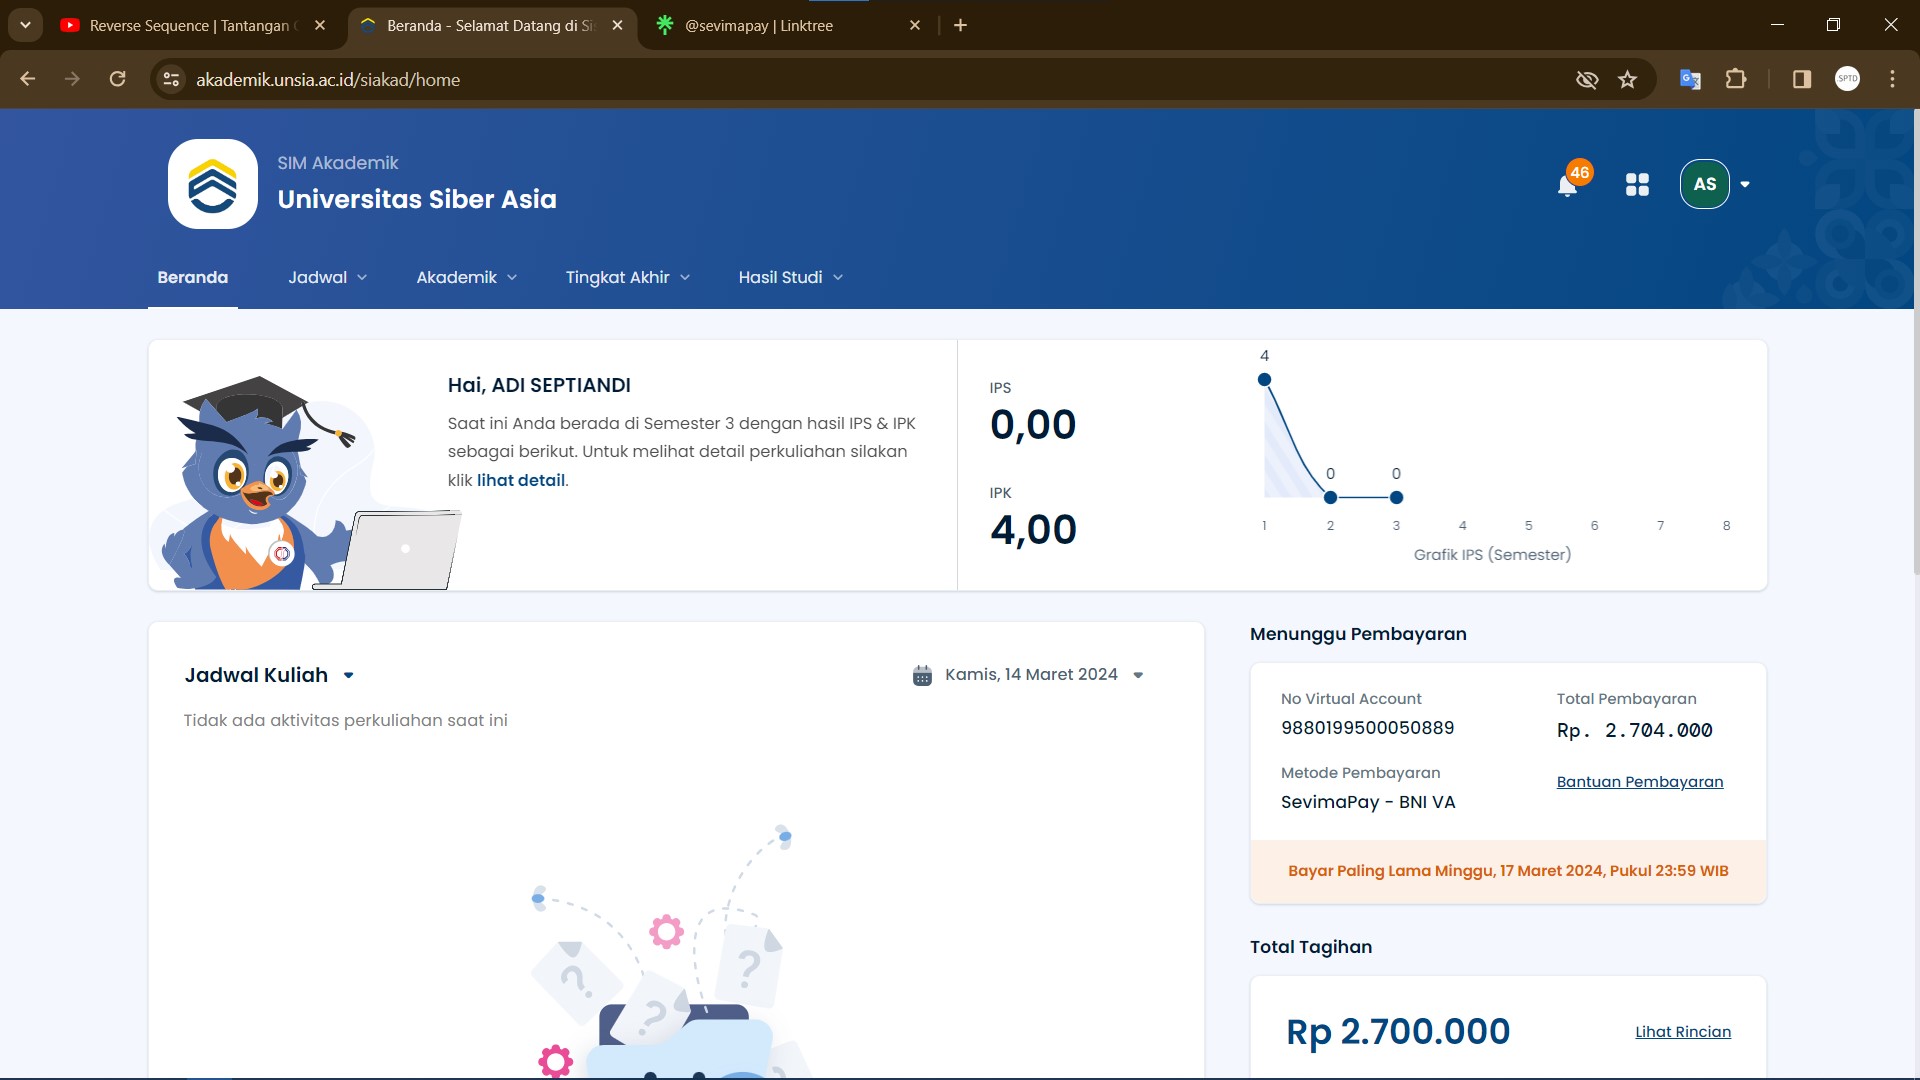 Reverse Sequence | Tantangan
Beranda - Selamat Datang di Si
@sevimapay | Linktree
akademik.unsia.ac.id/siakad/home
SPTD
SIM Akademik
Universitas Siber Asia
46
AS
Beranda
Jadwal
Akademik
Tingkat Akhir
Hasil Studi
Hai, ADI SEPTIANDI
Saat ini Anda berada di Semester 3 dengan hasil IPS & IPK
sebagai berikut. Untuk melihat detail perkuliahan silakan
klik lihat detail.
IPS
0,00
IPK
4,00
4
0
0
1 2 3 4 5 6 7 8
Grafik IPS (Semester)
Jadwal Kuliah
Kamis, 14 Maret 2024
Tidak ada aktivitas perkuliahan saat ini
? ? ?
Menunggu Pembayaran
No Virtual Account
9880199500050889
Total Pembayaran
Rp. 2.704.000
Metode Pembayaran
SevimaPay - BNI VA
Bantuan Pembayaran
Bayar Paling Lama Minggu, 17 Maret 2024, Pukul 23:59 WIB
Total Tagihan
Rp 2.700.000
Lihat Rincian